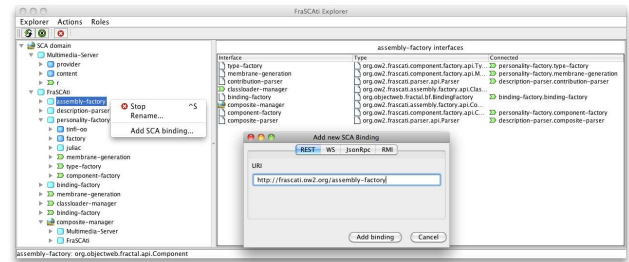 FraSCAti Explorer
Explorer Actions Roles
SCA domain
Multimedia-Server
provider
content
r
FraSCAti
assembly-factory
description-parser
personality-factory
tinfi-oo
factory
juliac
membrane-generation
type-factory
component-factory
binding-factory
membrane-generation
classloader-manager
binding-factory
composite-manager
Multimedia-Server
FraSCAti
Stop ^S
Rename...
Add SCA binding...
assembly-factory interfaces
Interface Type Connected
type-factory org.ow2.frascati.component.factory.api.Ty... personality-factory.type-factory
membrane-generation org.ow2.frascati.component.factory.api.M... personality-factory.membrane-generation
contribution-parser org.ow2.frascati.parser.api.Parser description-parser.contribution-parser
classloader-manager org.ow2.frascati.assembly.factory.api.Clas...
binding-factory org.objectweb.fractal.bf.BindingFactory binding-factory.binding-factory
composite-manager org.ow2.frascati.assembly.factory.api.Co...
component-factory org.ow2.frascati.component.factory.api.C... personality-factory.component-factory
composite-parser org.ow2.frascati.parser.api.Parser description-parser.composite-parser
Add new SCA Binding
REST WS JsonRpc RMI
URI
http://frascati.ow2.org/assembly-factory
Add binding Cancel
assembly-factory: org.objectweb.fractal.api.Component